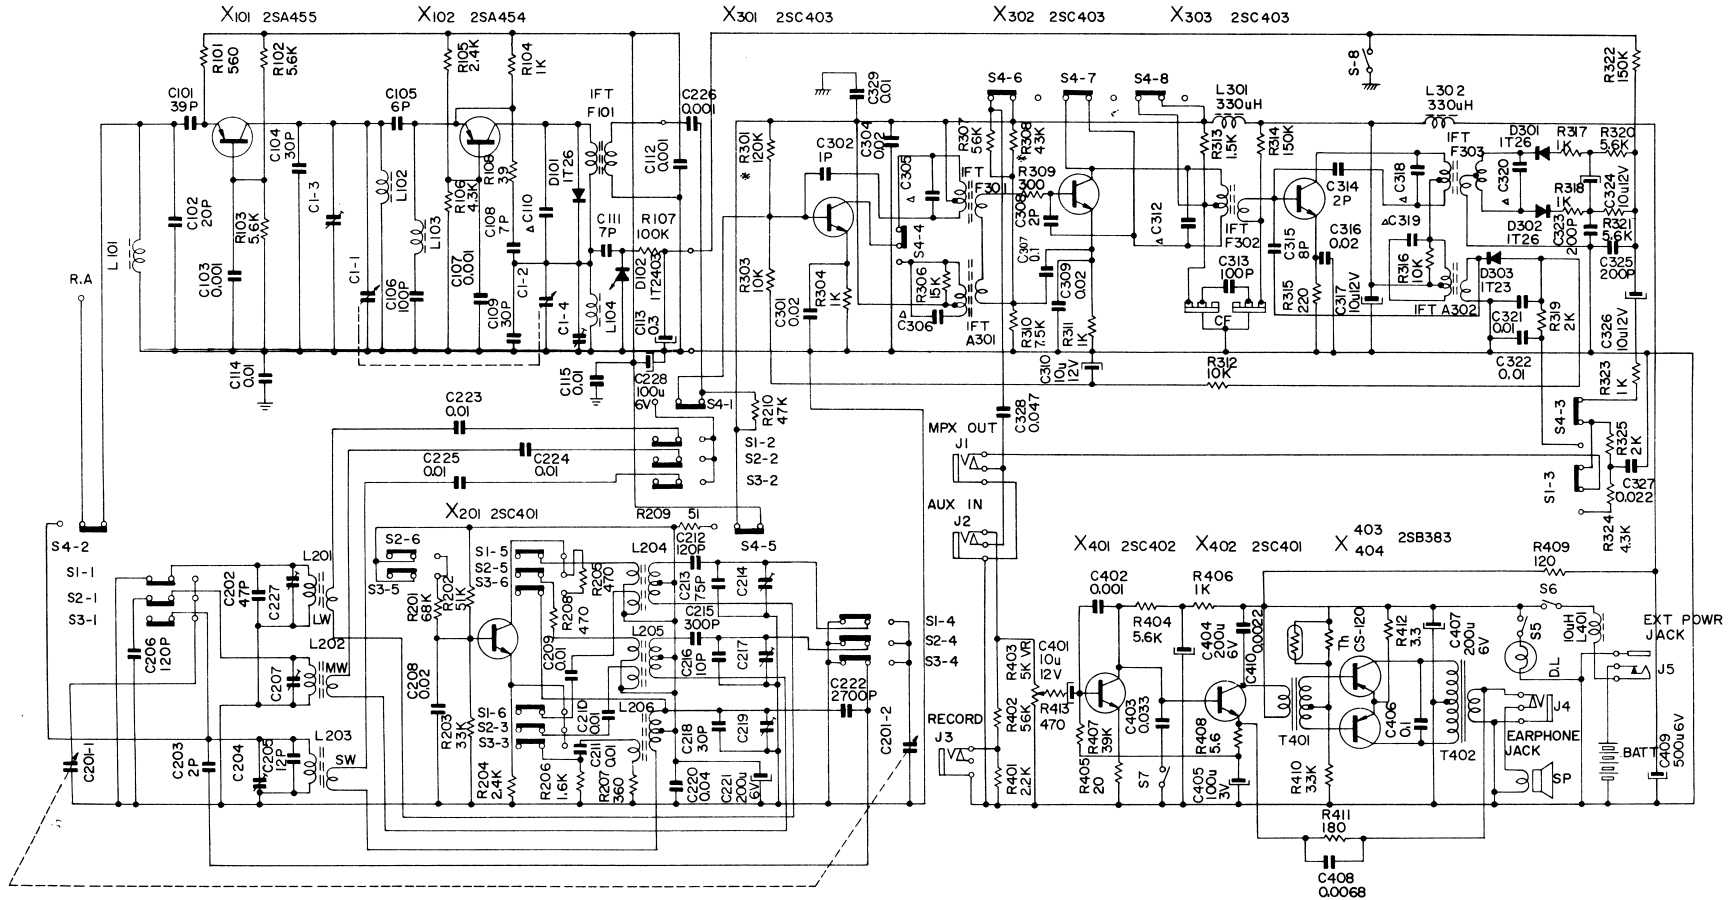 X101 2SA455
X102 2SA454
X301 2SC403
X302 2SC403
X303 2SC403
R101 560
R102 5.6K
R105 2.4K
R104 1K
C101 39P
C105 6P
IFT F101
C226 0.001
C329 0.01
S4-6
S4-7
S4-8
L301 330uH
S-8
L302 330uH
R322 150K
C104 30P
C1-3
L102
R108 39
D101 1T26
C112 0.001
R301 120K *
C302 1P
C304 0.02
C305 △
R307 56K
R308 4.3K *
R309 300
R313 1.5K
R314 150K
IFT F303
D301 1T26
R317 1K
R320 5.6K
C102 20P
R103 5.6K
L103
R106 4.3K
C108 7P
C110 △
C111 7P
R107 100K
IFT F301
C308 2P
△ C312
C314 2P
C318 △
C320
R318 1K
C324 10u12V
L101
R.A
C103 0.001
C1-1
C106 100P
C107 0.001
C109 30P
C1-2
C1-4
L104
D102 1T2403
C113 0.3
R303 10K
C301 0.02
R304 1K
S4-4
R306 15K
△ C306
IFT A301
C307 0.1
C309 0.02
R310 7.5K
R311 1K
IFT F302
C313 100P
CF
C315 8P
C316 0.02
R315 220
C317 10u12V
△C319
R316 10K
IFT A302
D302 1T26
D303 1T23
C323 200P
R321 5.6K
C325 200P
C321 0.01
R319 2K
C322 0.01
C326 10u12V
C114 0.01
C115 0.01
C228 100u 6V
S4-1
R210 47K
C310 10u 12V
R312 10K
R323 1K
C223 0.01
C225 0.01
C224 0.01
S1-2
S2-2
S3-2
C328 0.047
MPX OUT
J1
S4-3
R325 2K
S1-3
C327 0.022
R324 4.3K
AUX IN
J2
S4-2
X201 2SC401
R209 51
C212 120P
S4-5
X401 2SC402
X402 2SC401
X 403 404 2SB383
R409 120
S1-1
S2-1
S3-1
L201
LW
C202 47P
C227
S2-6
S3-5
R201 68K
R202 51K
S1-5
S2-5
S3-6
R205 470
R208 470
L204
C213 75P
C214
C215 300P
S1-4
S2-4
S3-4
C402 0.001
R404 5.6K
R406 1K
C404 200u 6V
C410 0.0022
Th
CS-120
R412 3.3
C407 200u 6V
S5
S6
10uH L401
EXT POWR JACK
J5
C206 120P
L202
MW
C207
C208 0.02
R203 33K
C209 0.01
L205
C216 10P
C217
C222 2700P
R403 5K VR
C401 10u 12V
R413 470
D.L
C201-1
C203 2P
C204
C205 12P
L203
SW
R204 2.4K
S1-6
S2-3
S3-3
R206 1.6K
C210 0.01
C211 0.01
R207 360
L206
C218 30P
C219
C220 0.04
C221 200u 6V
C201-2
RECORD
J3
R402 56K
R401 2.2K
R405 20
R407 39K
C403 0.033
S7
R408 5.6
C405 100u 3V
T401
R410 33K
C406 0.1
T402
J4
EARPHONE JACK
SP
BATT
C409 500u6V
R411 180
C408 0.0068